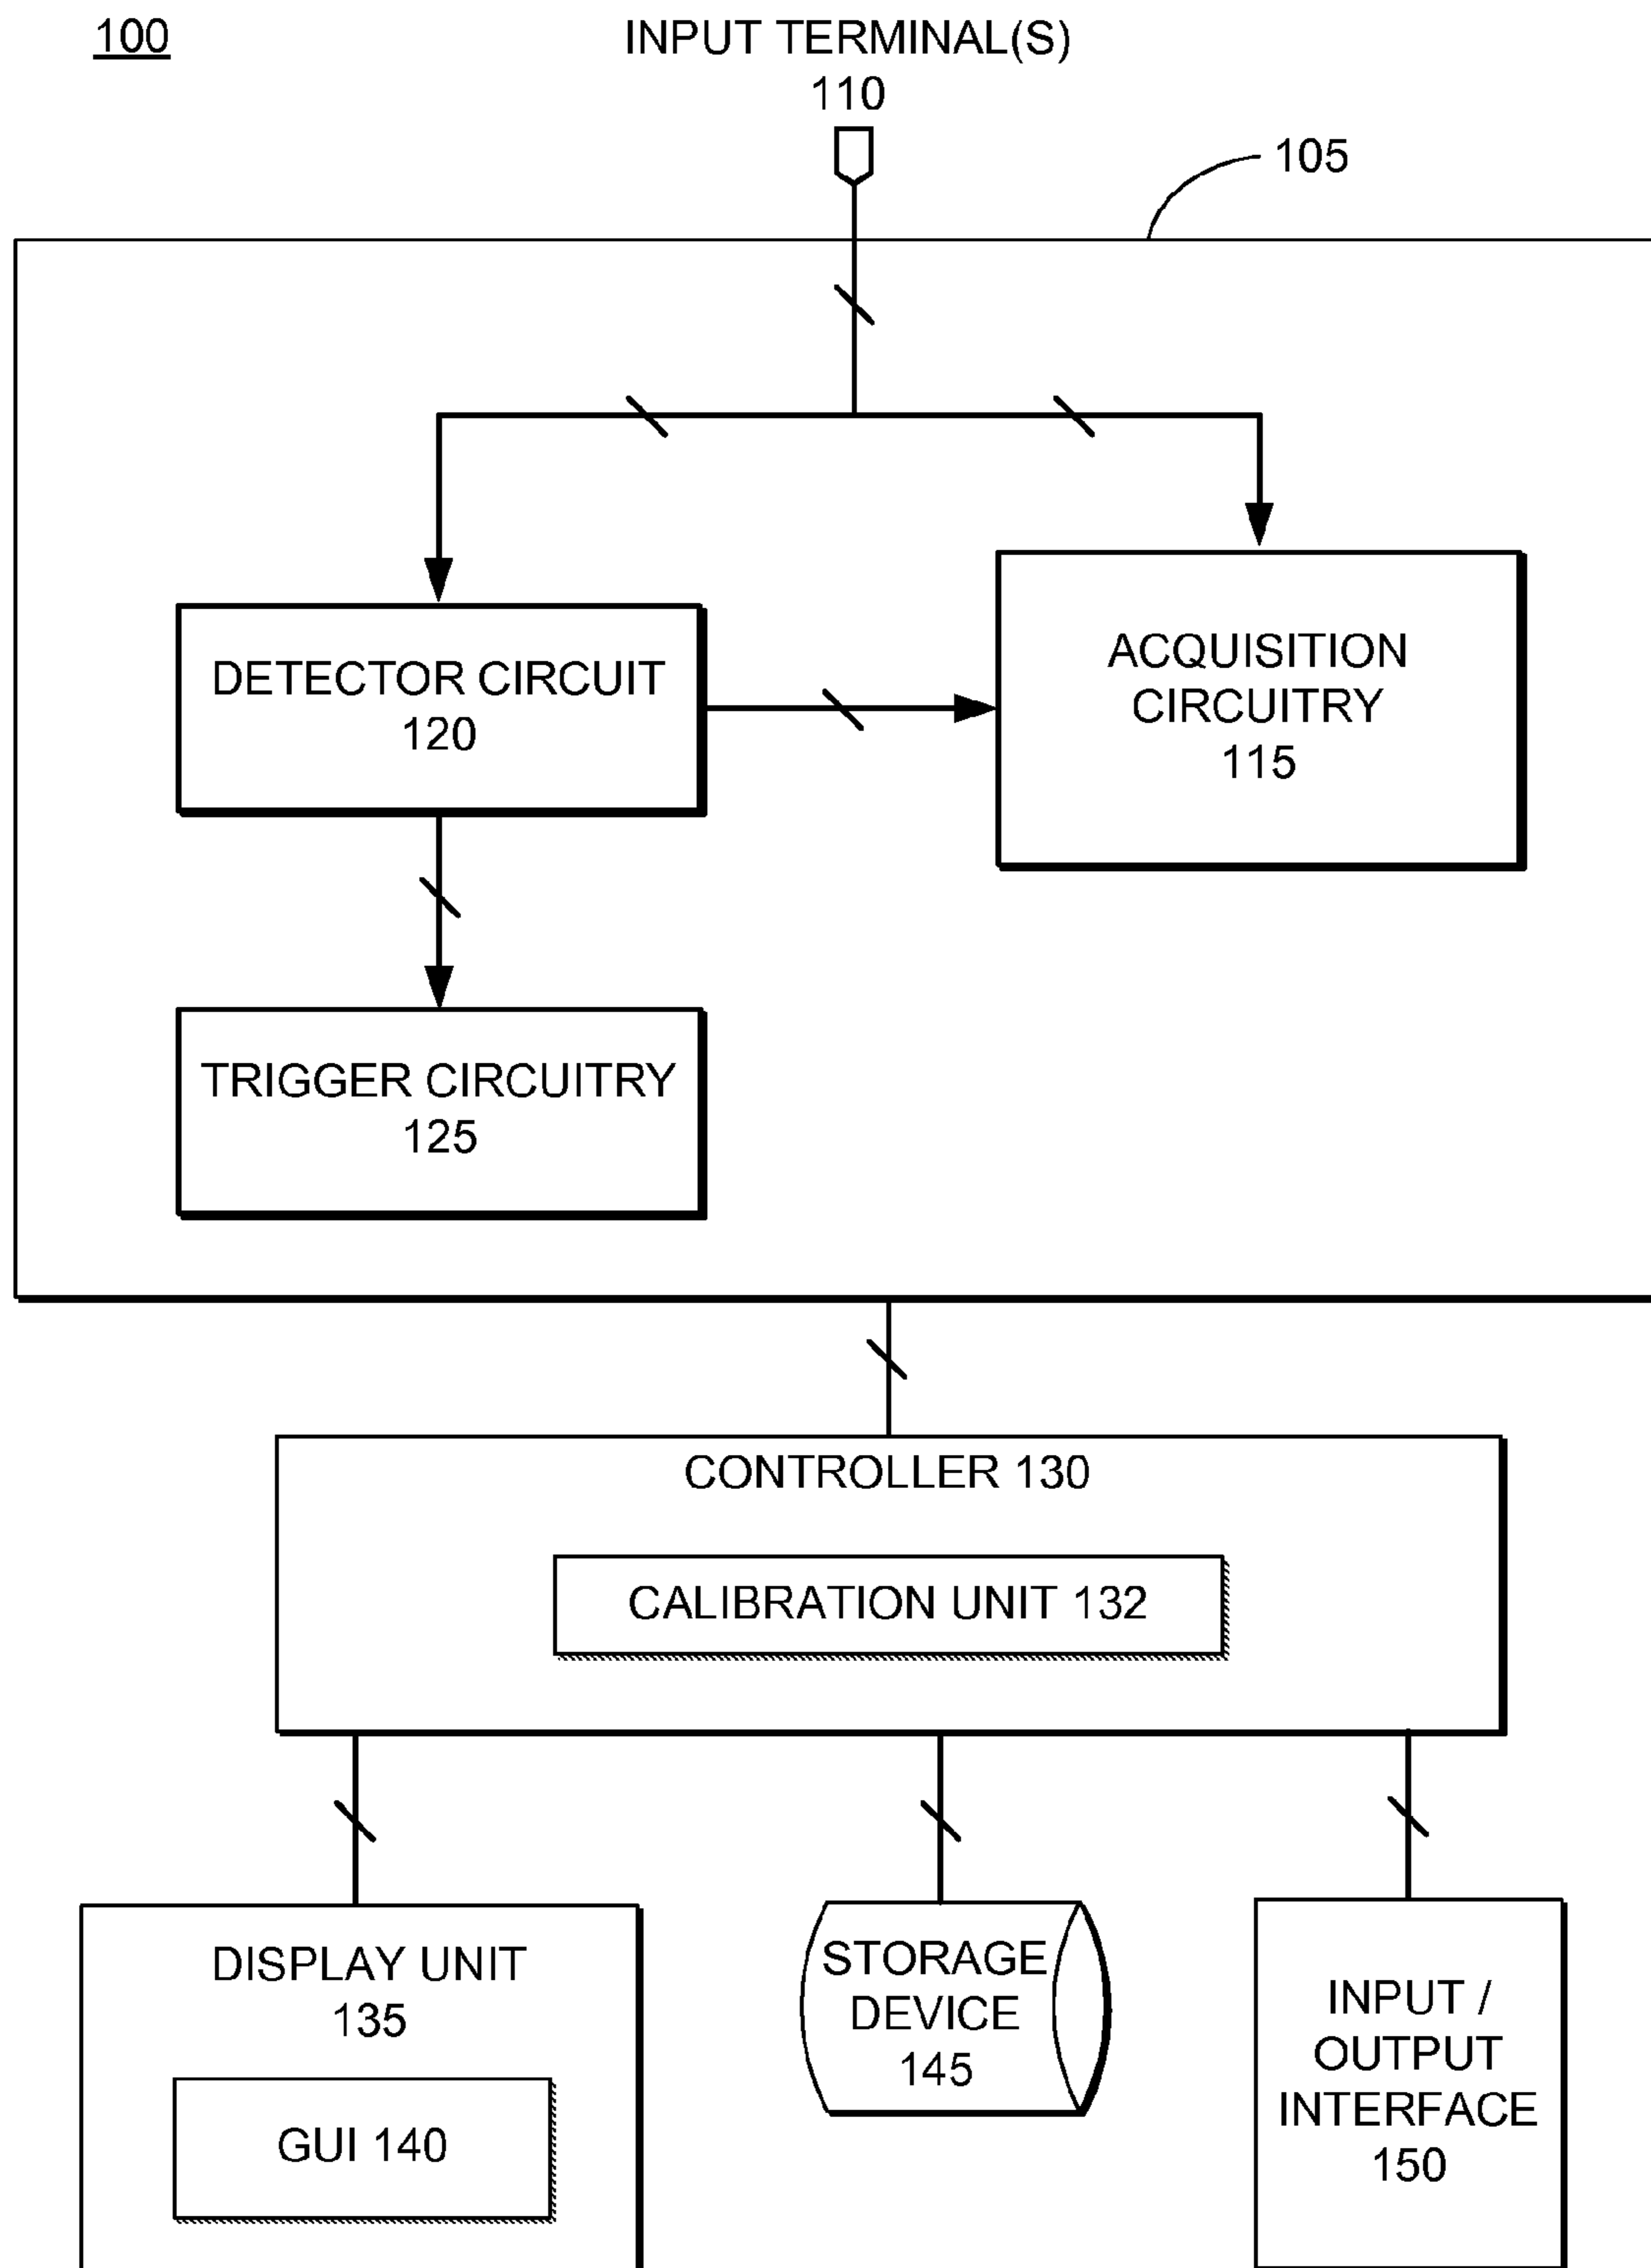 100
INPUT TERMINAL(S)
110
105
DETECTOR CIRCUIT
120
ACQUISITION
CIRCUITRY
115
TRIGGER CIRCUITRY
125
CONTROLLER 130
CALIBRATION UNIT 132
DISPLAY UNIT
135
GUI 140
STORAGE
DEVICE
145
INPUT /
OUTPUT
INTERFACE
150